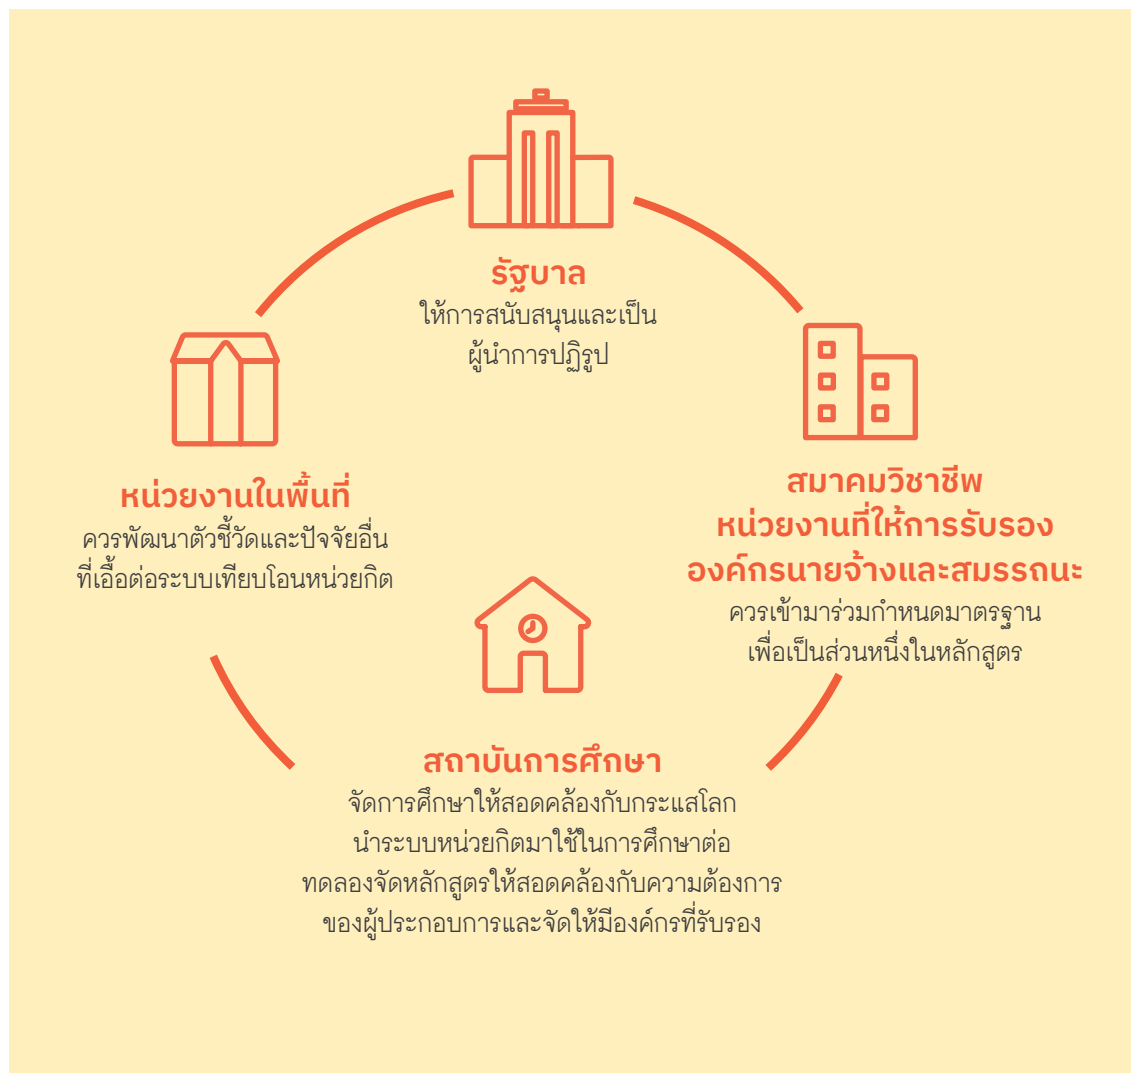 รัฐบาล
ให้การสนับสนุนและเป็น
ผู้นำการปฏิรูป
หน่วยงานในพื้นที่
ควรพัฒนาตัวชี้วัดและปัจจัยอื่น
ที่เอื้อต่อระบบเทียบโอนหน่วยกิต
สมาคมวิชาชีพ
หน่วยงานที่ให้การรับรอง
องค์กรนายจ้างและสมรรถนะ
ควรเข้ามาร่วมกำหนดมาตรฐาน
เพื่อเป็นส่วนหนึ่งในหลักสูตร
สถาบันการศึกษา
จัดการศึกษาให้สอดคล้องกับกระแสโลก
นำระบบหน่วยกิตมาใช้ในการศึกษาต่อ
ทดลองจัดหลักสูตรให้สอดคล้องกับความต้องการ
ของผู้ประกอบการและจัดให้มีองค์กรที่รับรอง